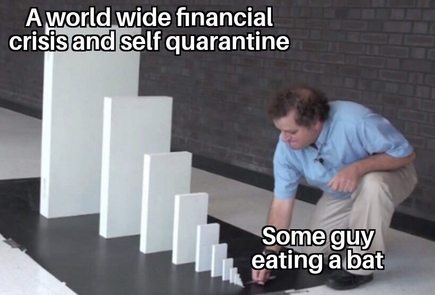 A world wide financial
crisis and self quarantine
Some guy
eating a bat